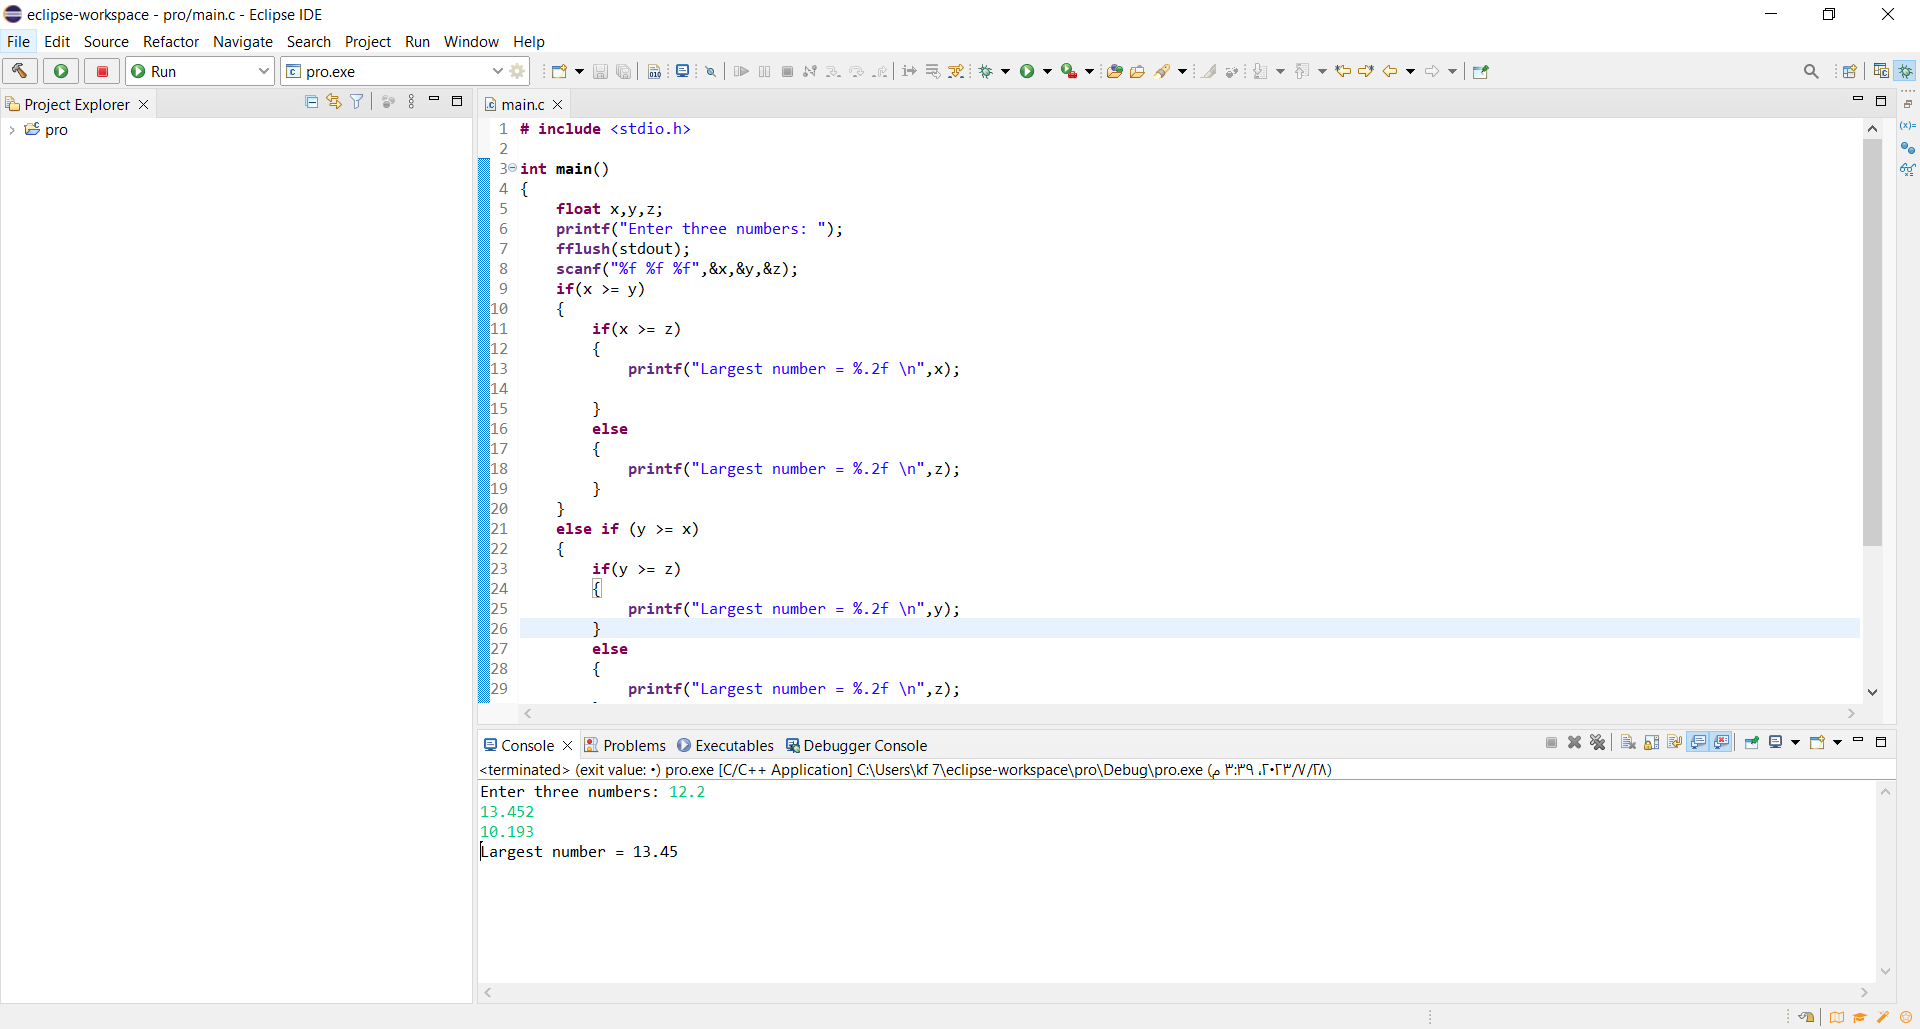 eclipse-workspace - pro/main.c - Eclipse IDE
File Edit Source Refactor Navigate Search Project Run Window Help
Run pro.exe
Project Explorer
pro
main.c
1 # include <stdio.h>
2
3 int main()
4 {
5 float x,y,z;
6 printf("Enter three numbers: ");
7 fflush(stdout);
8 scanf("%f %f %f",&x,&y,&z);
9 if(x >= y)
10 {
11 if(x >= z)
12 {
13 printf("Largest number = %.2f \n",x);
14
15 }
16 else
17 {
18 printf("Largest number = %.2f \n",z);
19 }
20 }
21 else if (y >= x)
22 {
23 if(y >= z)
24 {
25 printf("Largest number = %.2f \n",y);
26 }
27 else
28 {
29 printf("Largest number = %.2f \n",z);
Console Problems Executables Debugger Console
<terminated> (exit value: ٠) pro.exe [C/C++ Application] C:\Users\kf 7\eclipse-workspace\pro\Debug\pro.exe (٢٨‏/٧‏/٢٠٢٣، ٣:٣٩ م)
Enter three numbers: 12.2
13.452
10.193
Largest number = 13.45